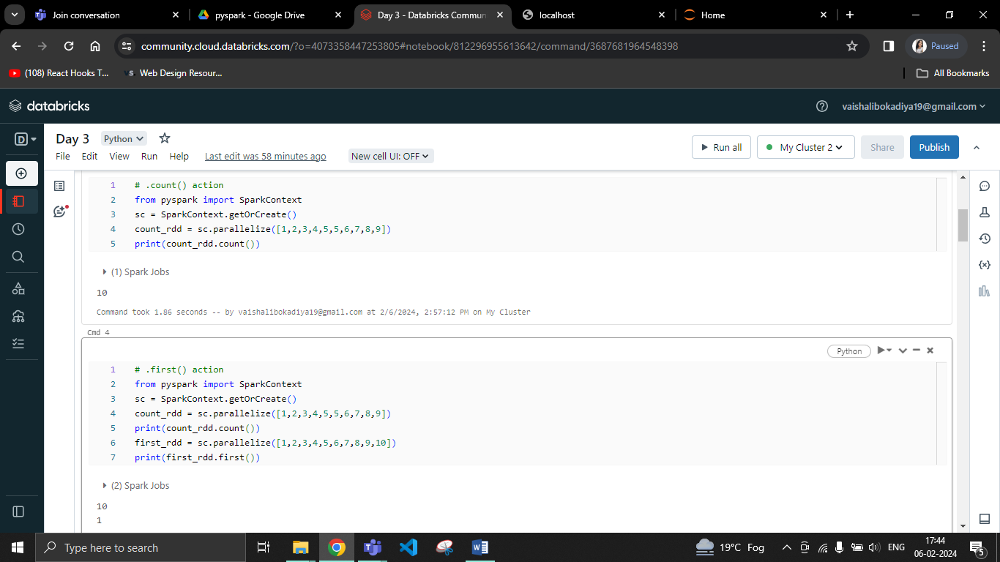 Join conversation
pyspark - Google Drive
Day 3 - Databricks Commun
localhost
Home
community.cloud.databricks.com/?o=4073358447253805#notebook/812296955613642/command/3687681964548398
Paused
(108) React Hooks T...
VS
Web Design Resour...
All Bookmarks
databricks
vaishalibokadiya19@gmail.com
D
Day 3
Python
File Edit View Run Help
Last edit was 58 minutes ago
New cell UI: OFF
Run all
My Cluster 2
Share
Publish
1 # .count() action
2 from pyspark import SparkContext
3 sc = SparkContext.getOrCreate()
4 count_rdd = sc.parallelize([1,2,3,4,5,5,6,7,8,9])
5 print(count_rdd.count())
(1) Spark Jobs
10
Command took 1.86 seconds -- by vaishalibokadiya19@gmail.com at 2/6/2024, 2:57:12 PM on My Cluster
Cmd 4
Python
1 # .first() action
2 from pyspark import SparkContext
3 sc = SparkContext.getOrCreate()
4 count_rdd = sc.parallelize([1,2,3,4,5,5,6,7,8,9])
5 print(count_rdd.count())
6 first_rdd = sc.parallelize([1,2,3,4,5,6,7,8,9,10])
7 print(first_rdd.first())
(2) Spark Jobs
10
1
Type here to search
19°C Fog
ENG
17:44
06-02-2024
5